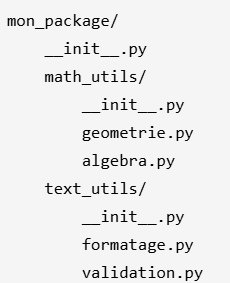 mon_package/
    __init__.py
    math_utils/
        __init__.py
        geometrie.py
        algebra.py
    text_utils/
        __init__.py
        formatage.py
        validation.py